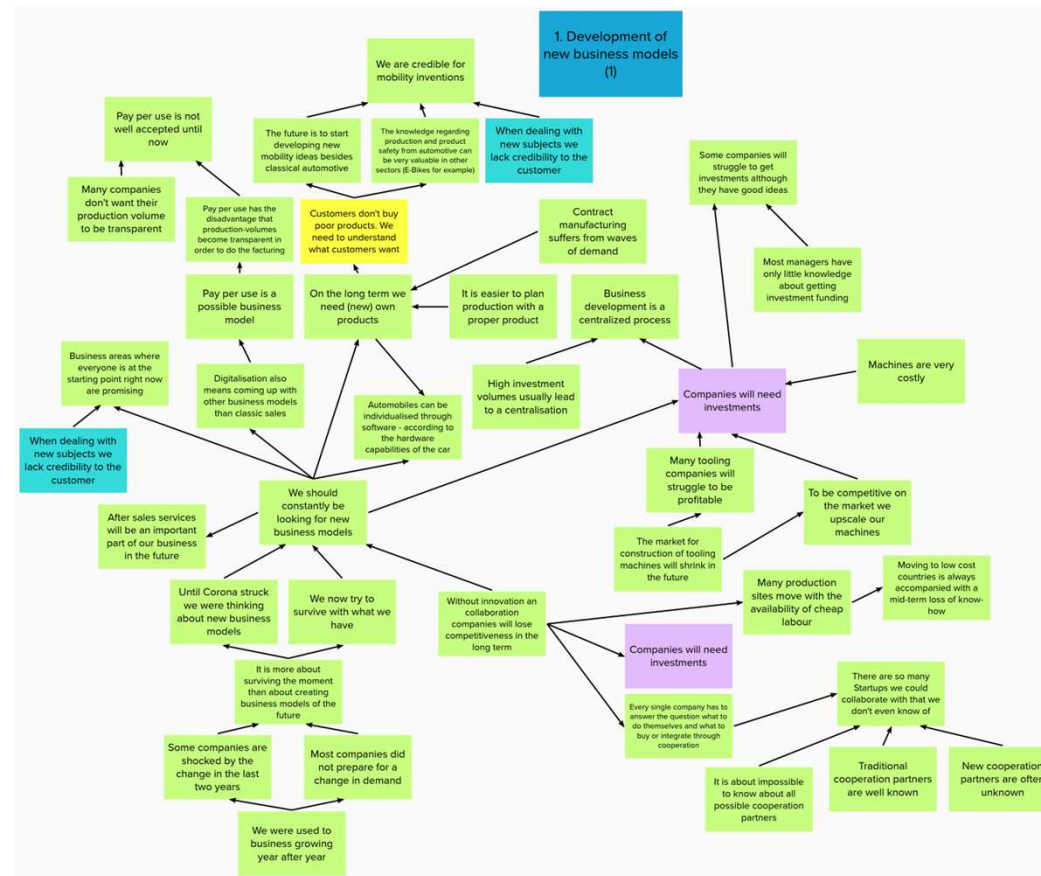 1. Development of
new business models
(1)
We are credible for
mobility inventions
Pay per use is not
well accepted until
now
The future is to start
developing new
mobility ideas besides
classical automotive
The knowledge regarding
production and product
safety from automotive can
be very valuable in other
sectors (E-Bikes for example)
When dealing with
new subjects we
lack credibility to the
customer
Some companies will
struggle to get
investments although
they have good ideas
Many companies
don't want their
production volume
to be transparent
Pay per use has the
disadvantage that
production-volumes
become transparent in
order to do the facturing
Customers don't buy
poor products. We
need to understand
what customers want
Contract
manufacturing
suffers from waves
of demand
Most managers have
only little knowledge
about getting
investment funding
Pay per use is a
possible business
model
On the long term we
need (new) own
products
It is easier to plan
production with a
proper product
Business
development is a
centralized process
Business areas where
everyone is at the
starting point right now
are promising
Digitalisation also
means coming up with
other business models
than classic sales
Automobiles can be
individualised through
software - according to
the hardware
capabilities of the car
High investment
volumes usually lead
to a centralisation
Companies will need
investments
Machines are very
costly
When dealing with
new subjects we
lack credibility to the
customer
We should
constantly be
looking for new
business models
Many tooling
companies will
struggle to be
profitable
To be competitive on
the market we
upscale our
machines
After sales services
will be an important
part of our business
in the future
The market for
construction of tooling
machines will shrink in
the future
Until Corona struck
we were thinking
about new business
models
We now try to
survive with what we
have
Without innovation an
collaboration
companies will lose
competitiveness in the
long term
Many production
sites move with the
availability of cheap
labour
Moving to low cost
countries is always
accompanied with a
mid-term loss of know-
how
Companies will need
investments
It is more about
surviving the moment
than about creating
business models of the
future
Every single company has to
answer the question what to
do themselves and what to
buy or integrate through
cooperation
There are so many
Startups we could
collaborate with that we
don't even know of
Some companies are
shocked by the
change in the last
two years
Most companies did
not prepare for a
change in demand
It is about impossible
to know about all
possible cooperation
partners
Traditional
cooperation partners
are well known
New cooperation
partners are often
unknown
We were used to
business growing
year after year